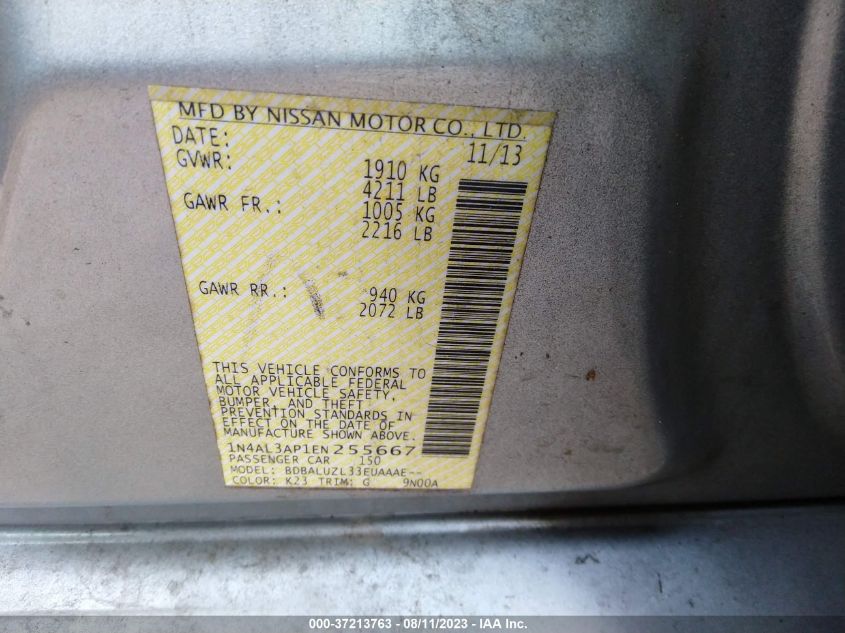 MFD BY NISSAN MOTOR CO., LTD.
DATE: 11/13
GVWR: 1910 KG
4211 LB
GAWR FR.: 1005 KG
2216 LB
GAWR RR.: 940 KG
2072 LB
THIS VEHICLE CONFORMS TO
ALL APPLICABLE FEDERAL
MOTOR VEHICLE SAFETY,
BUMPER, AND THEFT
PREVENTION STANDARDS IN
EFFECT ON THE DATE OF
MANUFACTURE SHOWN ABOVE.
1N4AL3AP1EN255667
PASSENGER CAR 150
MODEL: BDBALUZL33EUAAAE--
COLOR: K23 TRIM: G 9N00A
000-37213763 - 08/11/2023 - IAA Inc.